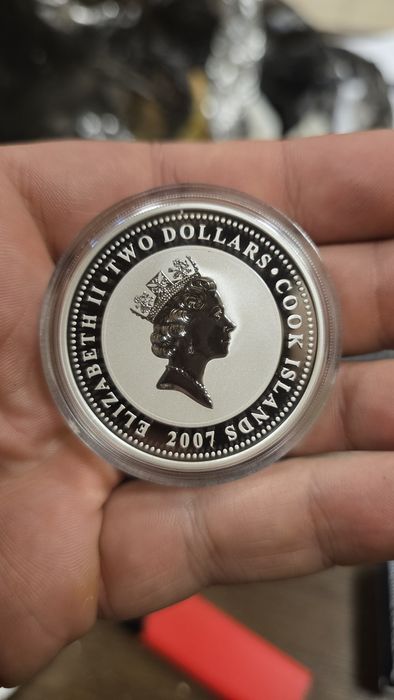 ELIZABETH II • TWO DOLLARS • COOK ISLANDS
2007